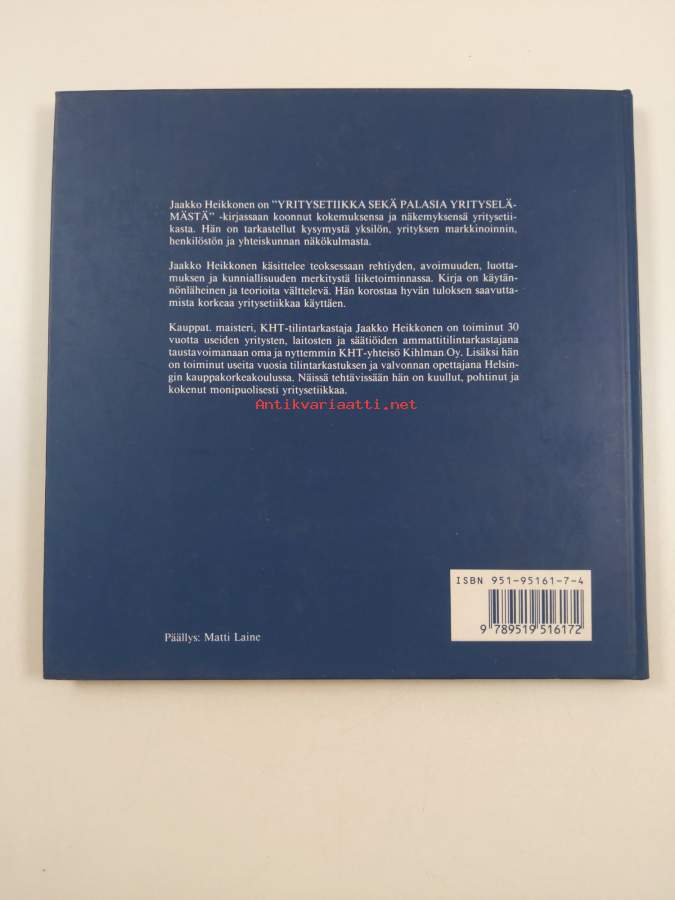 Jaakko Heikkonen on "YRITYSETIIKKA SEKÄ PALASIA YRITYSELÄ-
MÄSTÄ" -kirjassaan koonnut kokemuksensa ja näkemyksensä yritysetii-
kasta. Hän on tarkastellut kysymystä yksilön, yrityksen markkinoinnin,
henkilöstön ja yhteiskunnan näkökulmasta.
Jaakko Heikkonen käsittelee teoksessaan rehtiyden, avoimuuden, luotta-
muksen ja kunniallisuuden merkitystä liiketoiminnassa. Kirja on käytän-
nönläheinen ja teorioita välttelevä. Hän korostaa hyvän tuloksen saavutta-
mista korkeaa yritysetiikkaa käyttäen.
Kauppat. maisteri, KHT-tilintarkastaja Jaakko Heikkonen on toiminut 30
vuotta useiden yritysten, laitosten ja säätiöiden ammattitilintarkastajana
taustavoimanaan oma ja nyttemmin KHT-yhteisö Kihlman Oy. Lisäksi hän
on toiminut useita vuosia tilintarkastuksen ja valvonnan opettajana Helsin-
gin kauppakorkeakoulussa. Näissä tehtävissään hän on kuullut, pohtinut ja
kokenut monipuolisesti yritysetiikkaa.
Antikvariaatti.net
ISBN 951-95161-7-4
9 789519 516172
Päällys: Matti Laine